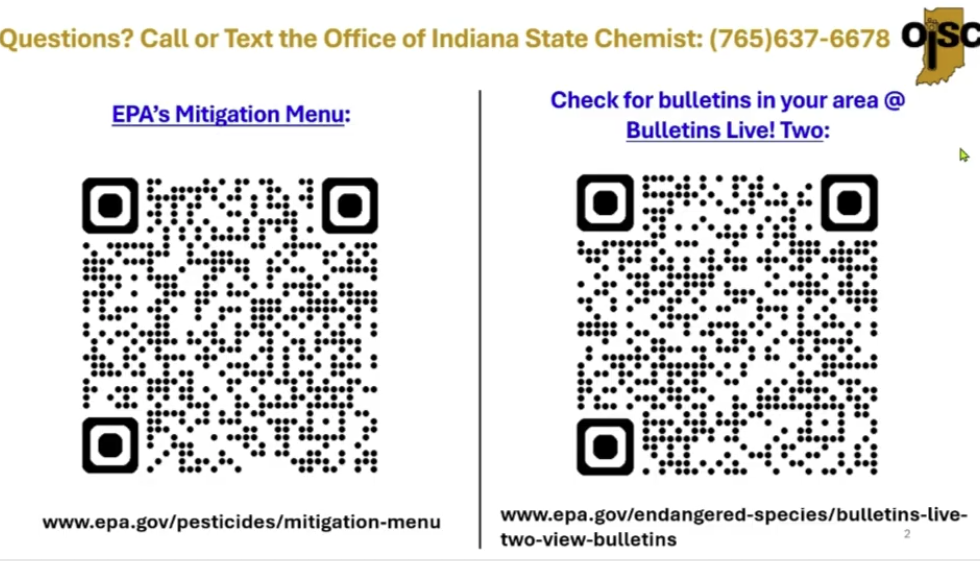 Questions? Call or Text the Office of Indiana State Chemist: (765)637-6678
OISC
EPA's Mitigation Menu:
Check for bulletins in your area @
Bulletins Live! Two:
www.epa.gov/pesticides/mitigation-menu
www.epa.gov/endangered-species/bulletins-live-
two-view-bulletins
2